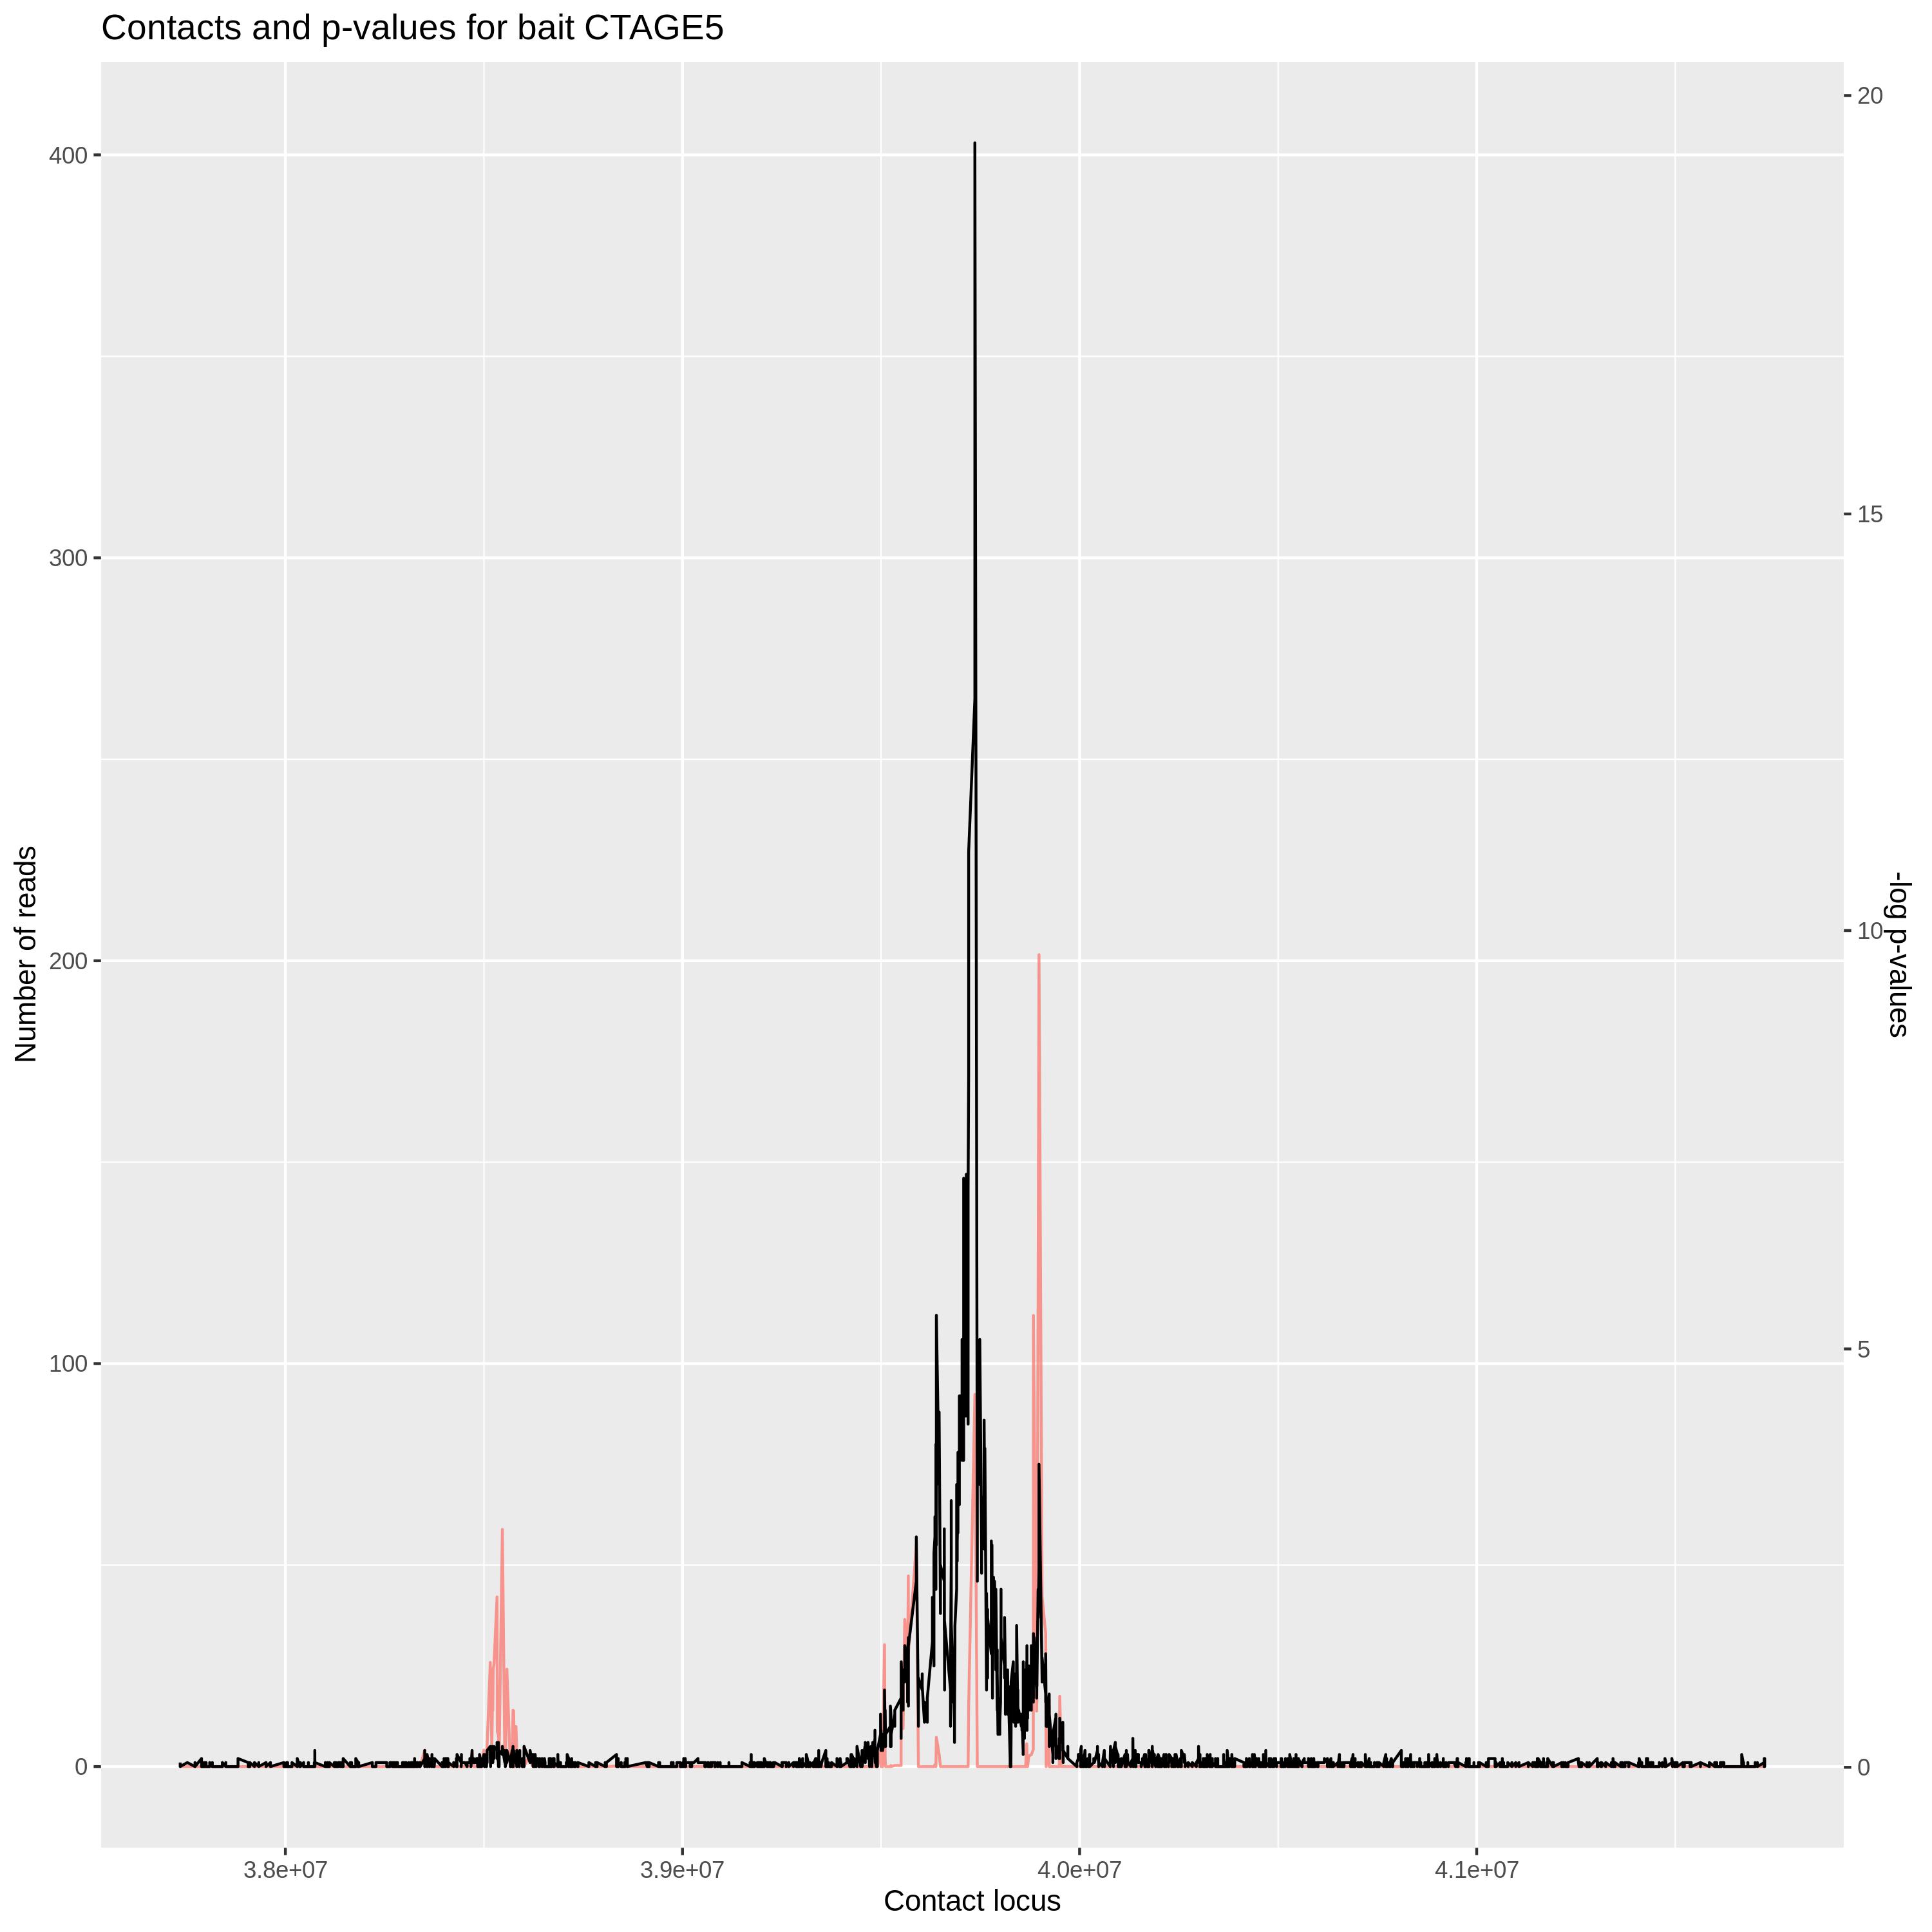 Contacts and p-values for bait CTAGE5
400
300
200
100
0
Number of reads
20
15
10
5
0
-log p-values
3.8e+07
3.9e+07
4.0e+07
4.1e+07
Contact locus